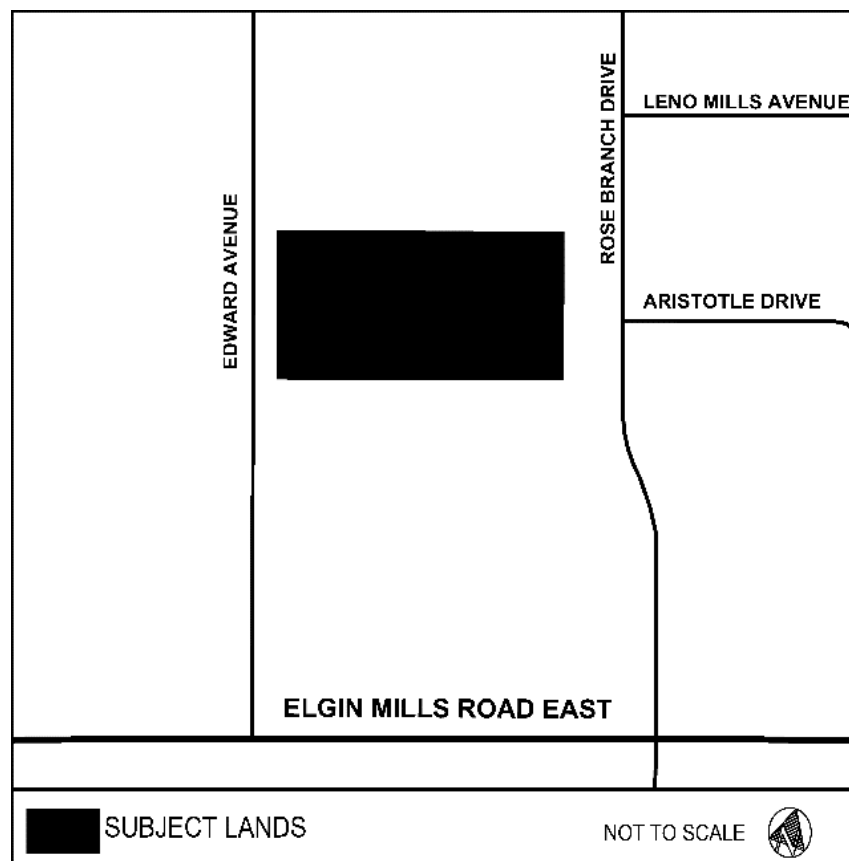 LENO MILLS AVENUE
ROSE BRANCH DRIVE
EDWARD AVENUE
ARISTOTLE DRIVE
ELGIN MILLS ROAD EAST
SUBJECT LANDS
NOT TO SCALE